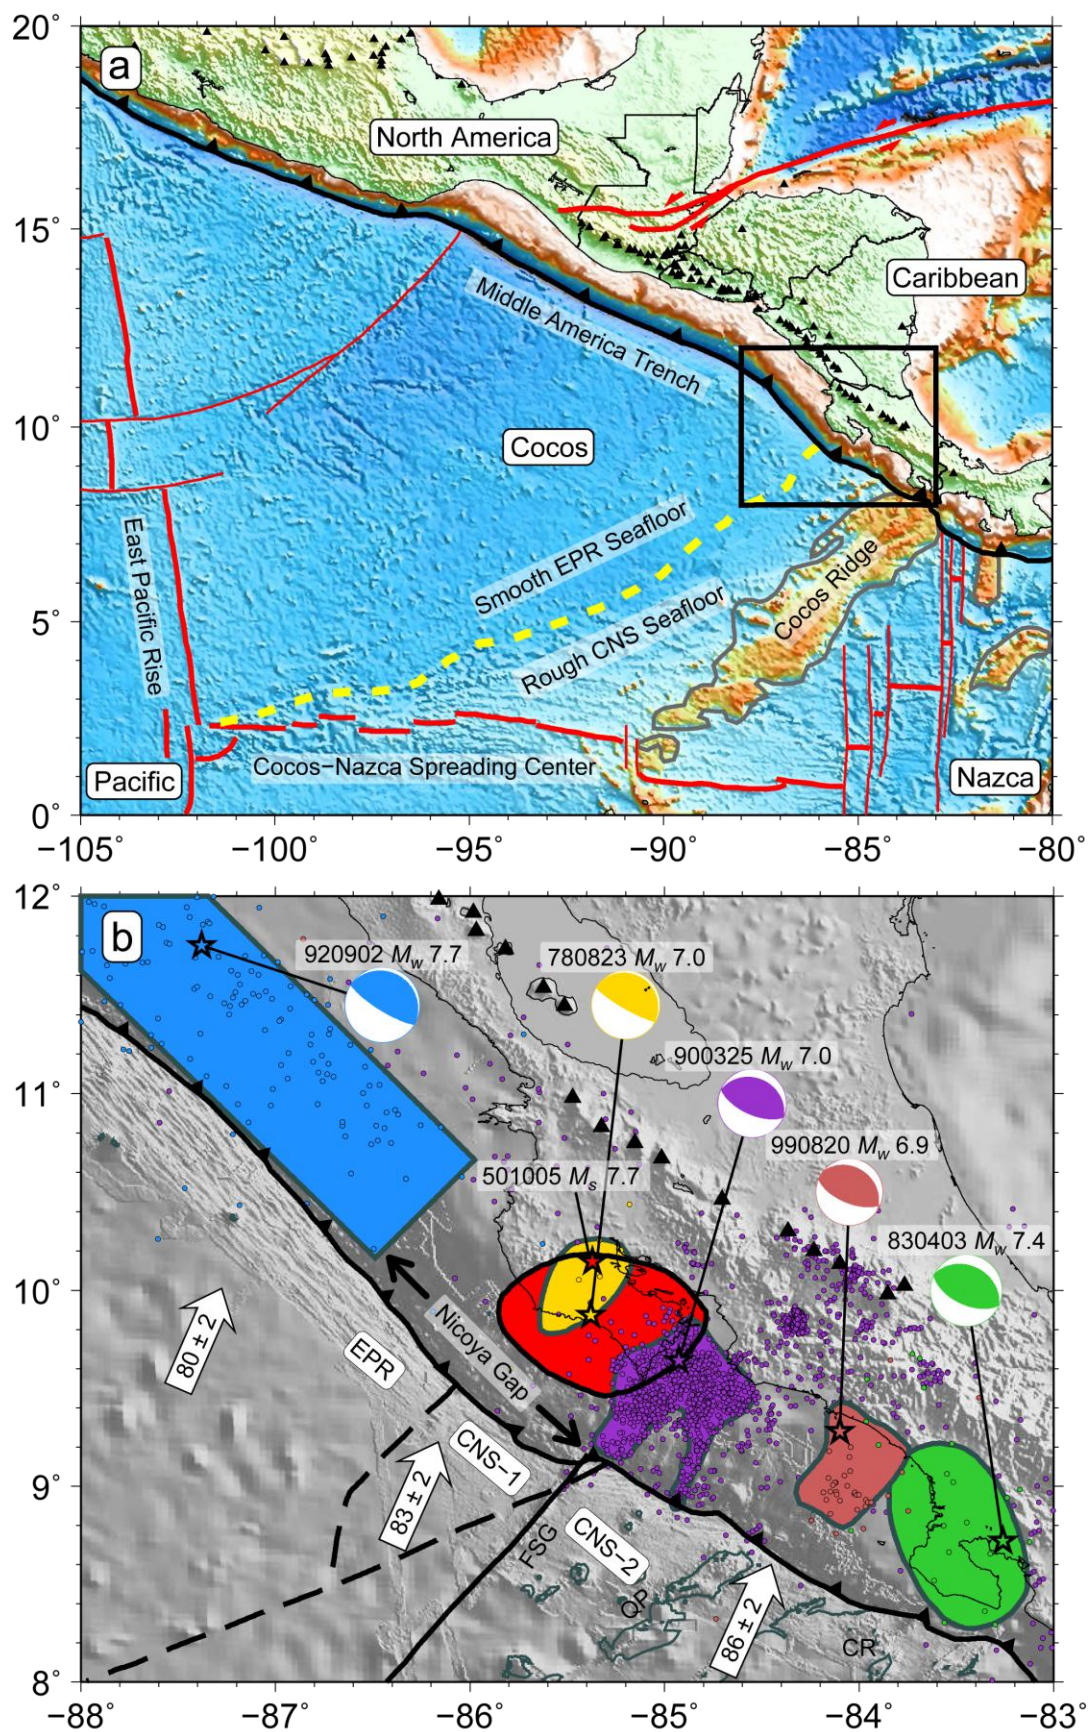 20°
15°
10°
5°
0°
−105°
−100°
−95°
−90°
−85°
−80°
a
North America
Caribbean
Middle America Trench
Cocos
Smooth EPR Seafloor
Rough CNS Seafloor
Cocos Ridge
East Pacific Rise
Cocos−Nazca Spreading Center
Pacific
Nazca
12°
11°
10°
9°
8°
−88°
−87°
−86°
−85°
−84°
−83°
b
920902 Mw 7.7
780823 Mw 7.0
900325 Mw 7.0
990820 Mw 6.9
501005 Ms 7.7
830403 Mw 7.4
Nicoya Gap
80 ± 2
EPR
83 ± 2
CNS−1
FSG
CNS−2
QP
86 ± 2
CR